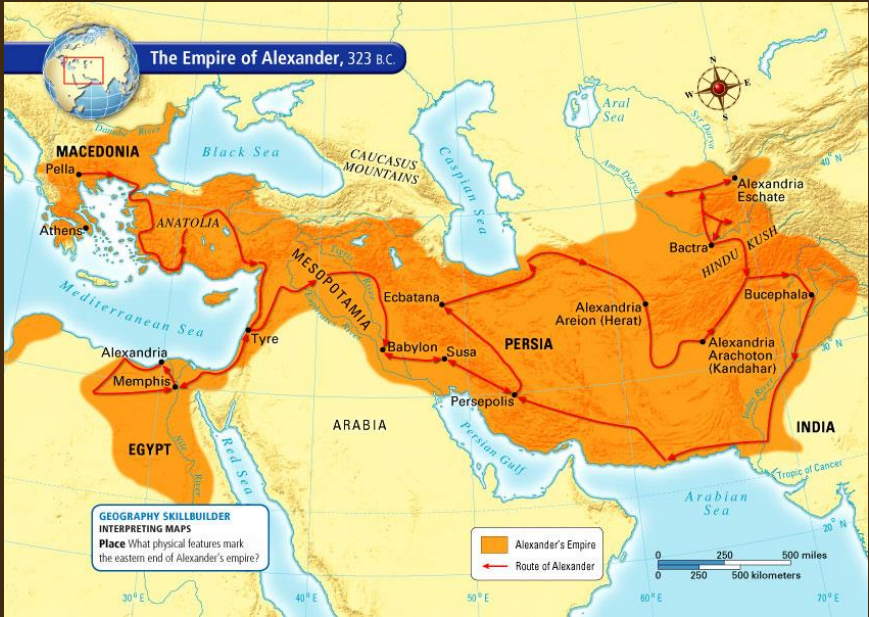 The Empire of Alexander, 323 B.C.
N
W
E
S
Aral
Sea
Syr Darya
Danube River
Black Sea
CAUCASUS
MOUNTAINS
Caspian Sea
Amu Darya
40° N
MACEDONIA
Pella
Alexandria
Eschate
ANATOLIA
Athens
Bactra
HINDU KUSH
MESOPOTAMIA
Tigris River
Euphrates River
Mediterranean Sea
Ecbatana
Bucephala
Alexandria
Areion (Herat)
Tyre
PERSIA
Alexandria
Arachoton
(Kandahar)
30° N
Alexandria
Babylon
Susa
Memphis
Persepolis
Indus River
ARABIA
INDIA
EGYPT
Nile River
Red Sea
Persian Gulf
Tropic of Cancer
Arabian
Sea
20° N
GEOGRAPHY SKILLBUILDER
INTERPRETING MAPS
Place What physical features mark
the eastern end of Alexander's empire?
Alexander's Empire
Route of Alexander
0 250 500 miles
0 250 500 kilometers
30° E
40° E
50° E
60° E
70° E